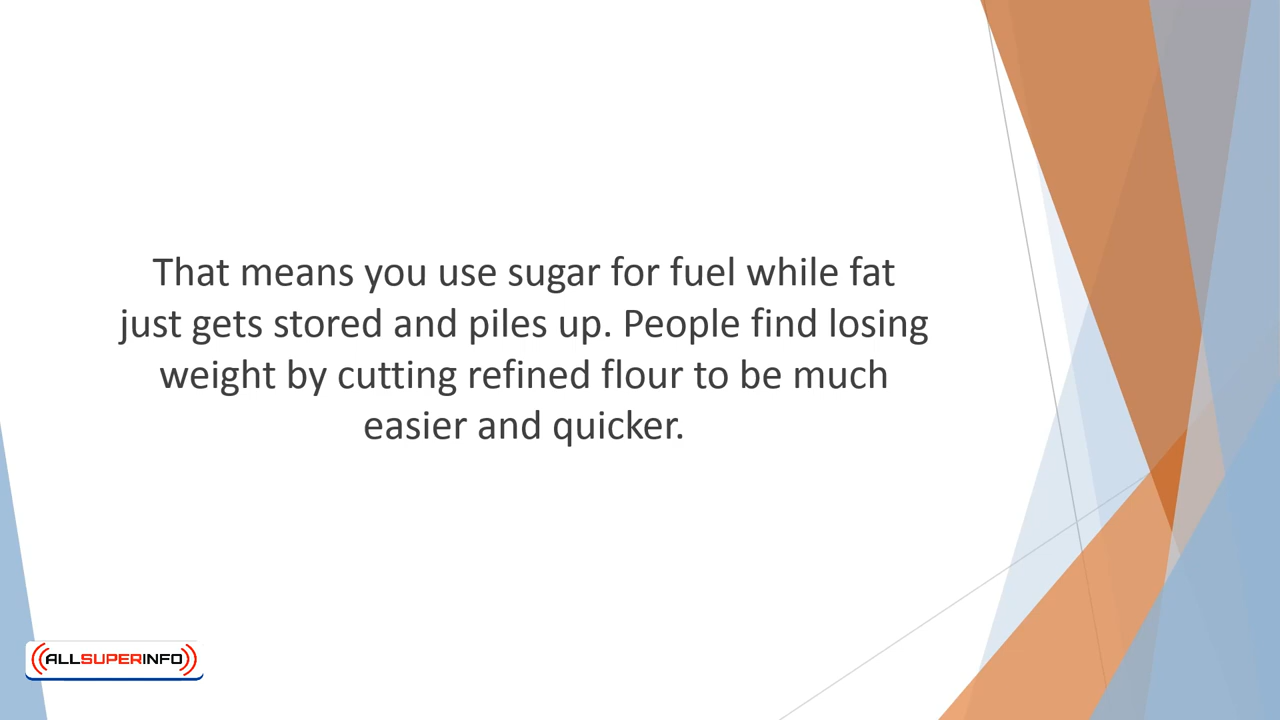 That means you use sugar for fuel while fat
just gets stored and piles up. People find losing
weight by cutting refined flour to be much
easier and quicker.
ALLSUPERINFO